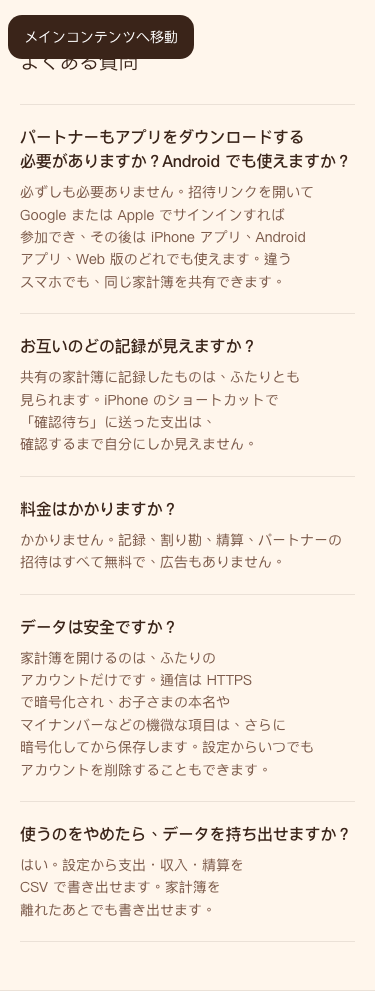 メインコンテンツへ移動
よくある質問
パートナーもアプリをダウンロードする
必要がありますか？Android でも使えますか？
必ずしも必要ありません。招待リンクを開いて
Google または Apple でサインインすれば
参加でき、その後は iPhone アプリ、Android
アプリ、Web 版のどれでも使えます。違う
スマホでも、同じ家計簿を共有できます。
お互いのどの記録が見えますか？
共有の家計簿に記録したものは、ふたりとも
見られます。iPhone のショートカットで
「確認待ち」に送った支出は、
確認するまで自分にしか見えません。
料金はかかりますか？
かかりません。記録、割り勘、精算、パートナーの
招待はすべて無料で、広告もありません。
データは安全ですか？
家計簿を開けるのは、ふたりの
アカウントだけです。通信は HTTPS
で暗号化され、お子さまの本名や
マイナンバーなどの機微な項目は、さらに
暗号化してから保存します。設定からいつでも
アカウントを削除することもできます。
使うのをやめたら、データを持ち出せますか？
はい。設定から支出・収入・精算を
CSV で書き出せます。家計簿を
離れたあとでも書き出せます。